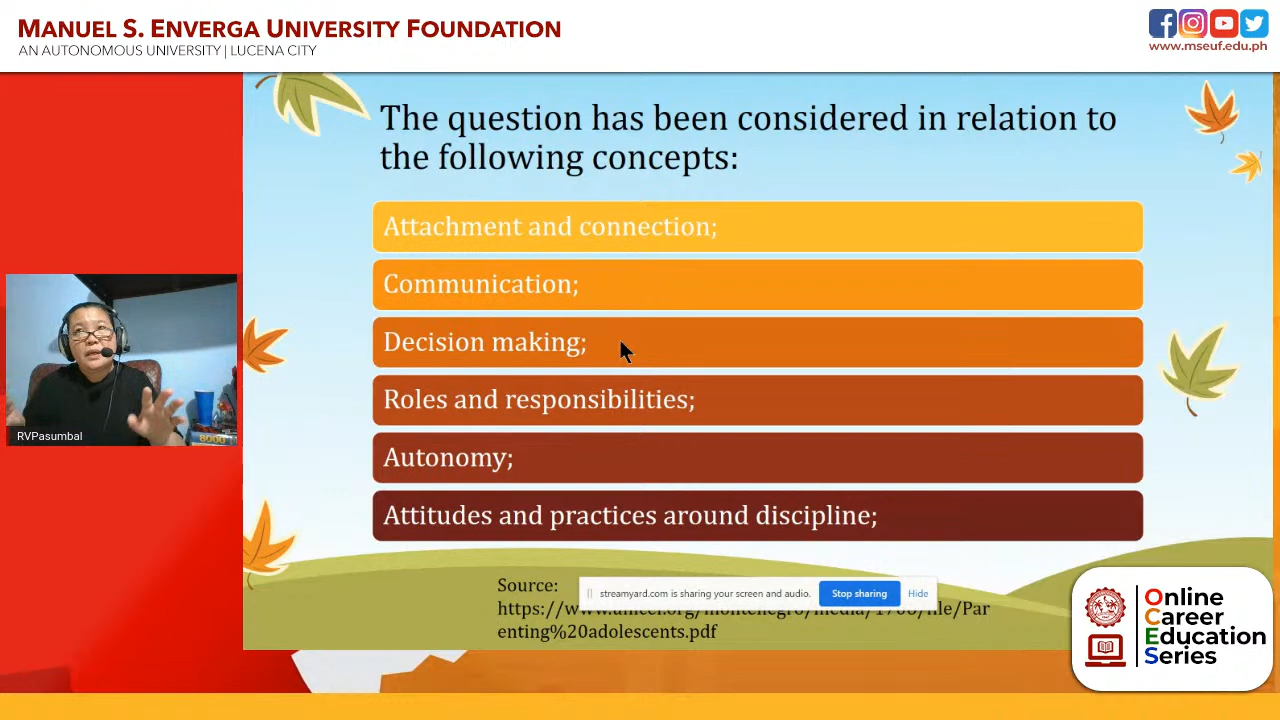 MANUEL S. ENVERGA UNIVERSITY FOUNDATION
AN AUTONOMOUS UNIVERSITY | LUCENA CITY
www.mseuf.edu.ph
The question has been considered in relation to
the following concepts:
Attachment and connection;
Communication;
Decision making;
Roles and responsibilities;
Autonomy;
Attitudes and practices around discipline;
RVPasumbal
8000
Source:
streamyard.com is sharing your screen and audio.
Stop sharing
Hide
enting%20adolescents.pdf
Online
Career
Education
Series